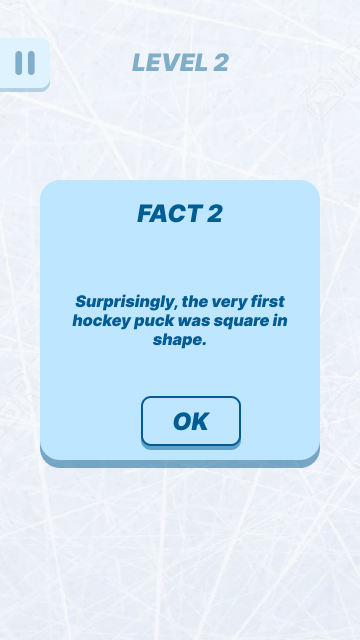 LEVEL 2
FACT 2
Surprisingly, the very first
hockey puck was square in
shape.
OK